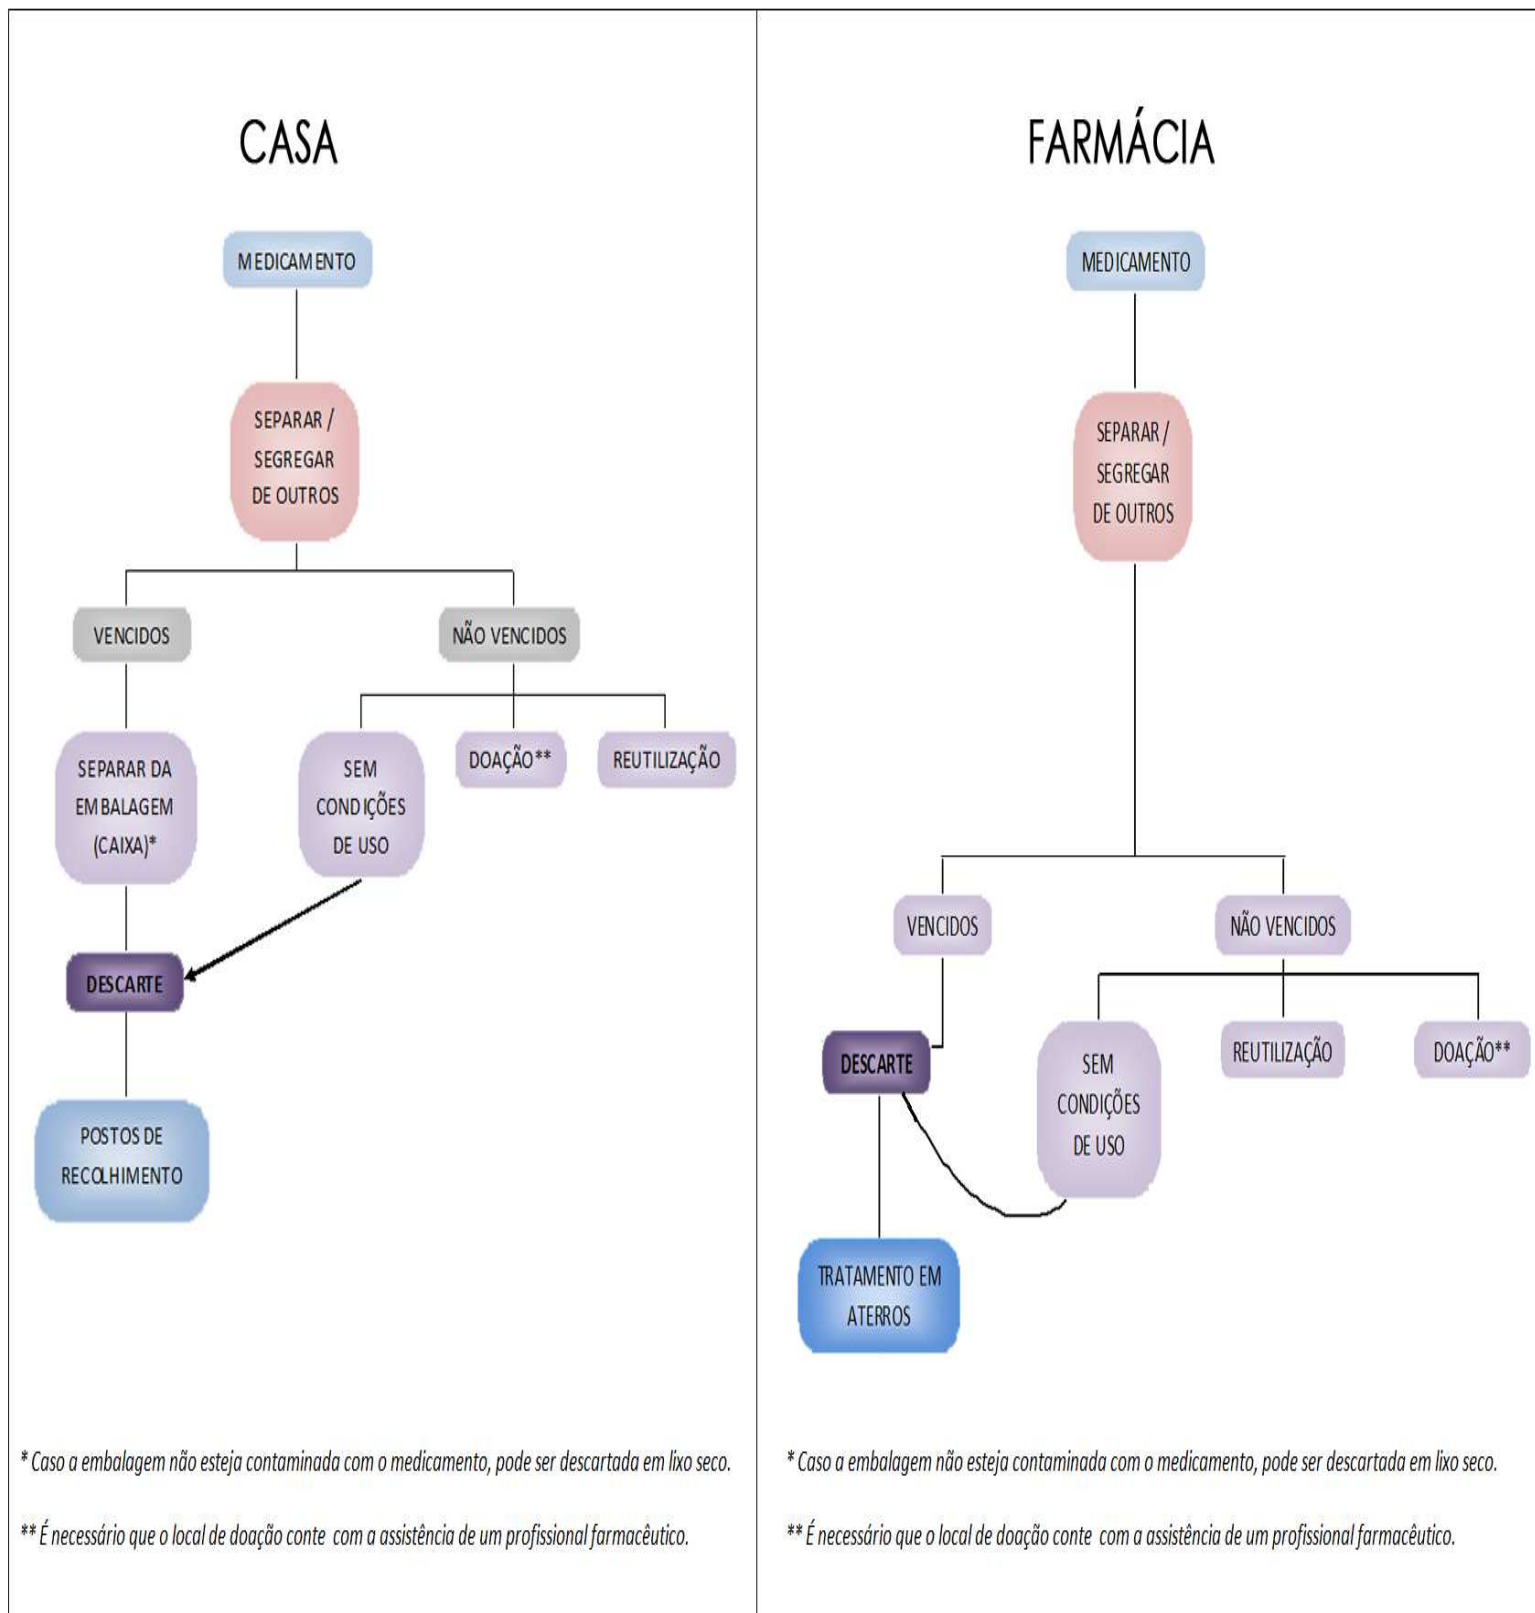 CASA
MEDICAMENTO
SEPARAR /
SEGREGAR
DE OUTROS
VENCIDOS
NÃO VENCIDOS
SEPARAR DA
EMBALAGEM
(CAIXA)*
SEM
CONDIÇÕES
DE USO
DOAÇÃO**
REUTILIZAÇÃO
DESCARTE
POSTOS DE
RECOLHIMENTO
* Caso a embalagem não esteja contaminada com o medicamento, pode ser descartada em lixo seco.
** É necessário que o local de doação conte com a assistência de um profissional farmacêutico.
FARMÁCIA
MEDICAMENTO
SEPARAR /
SEGREGAR
DE OUTROS
VENCIDOS
NÃO VENCIDOS
DESCARTE
SEM
CONDIÇÕES
DE USO
REUTILIZAÇÃO
DOAÇÃO**
TRATAMENTO EM
ATERROS
* Caso a embalagem não esteja contaminada com o medicamento, pode ser descartada em lixo seco.
** É necessário que o local de doação conte com a assistência de um profissional farmacêutico.